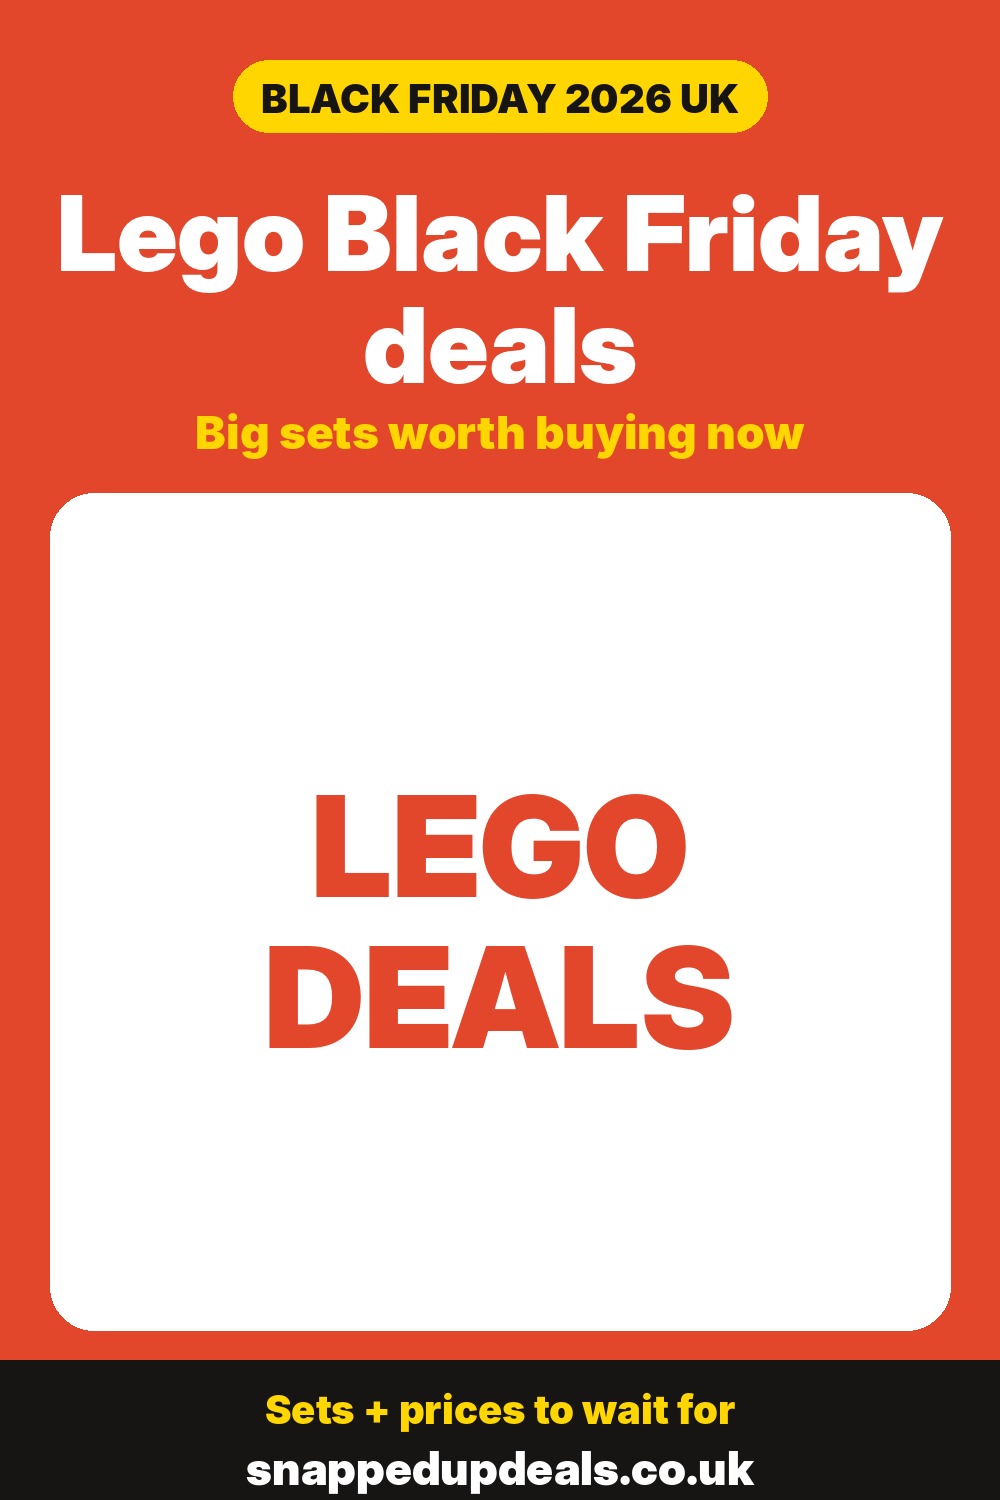 BLACK FRIDAY 2026 UK
Lego Black Friday
deals
Big sets worth buying now
LEGO
DEALS
Sets + prices to wait for
snappedupdeals.co.uk